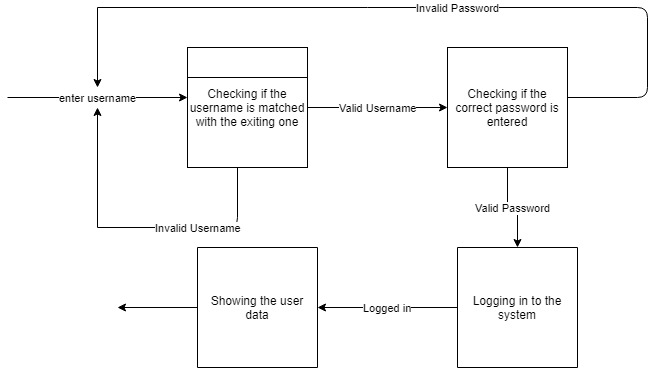 Invalid Password
enter username
Checking if the
username is matched
with the exiting one
Valid Username
Checking if the
correct password is
entered
Invalid Username
Valid Password
Showing the user
data
Logged in
Logging in to the
system